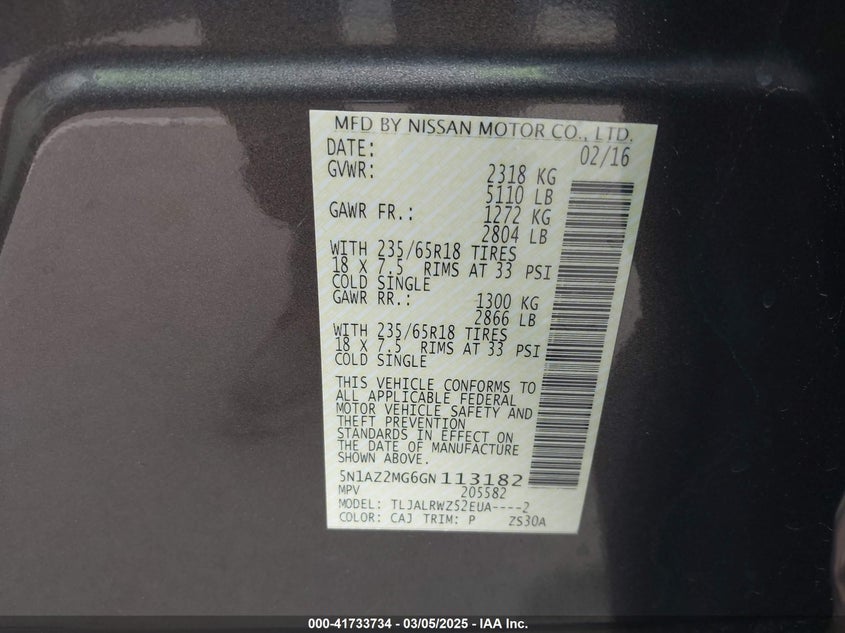 MFD BY NISSAN MOTOR CO., LTD.
DATE: 02/16
GVWR: 2318 KG
5110 LB
GAWR FR.: 1272 KG
2804 LB
WITH 235/65R18 TIRES
18 X 7.5 RIMS AT 33 PSI
COLD SINGLE
GAWR RR.: 1300 KG
2866 LB
WITH 235/65R18 TIRES
18 X 7.5 RIMS AT 33 PSI
COLD SINGLE
THIS VEHICLE CONFORMS TO
ALL APPLICABLE FEDERAL
MOTOR VEHICLE SAFETY AND
THEFT PREVENTION
STANDARDS IN EFFECT ON
THE DATE OF MANUFACTURE
SHOWN ABOVE.
5N1AZ2MG6GN113182
MPV 205582
MODEL: TLJALRWZ52EUA----2
COLOR: CAJ TRIM: P ZS30A
000-41733734 - 03/05/2025 - IAA Inc.